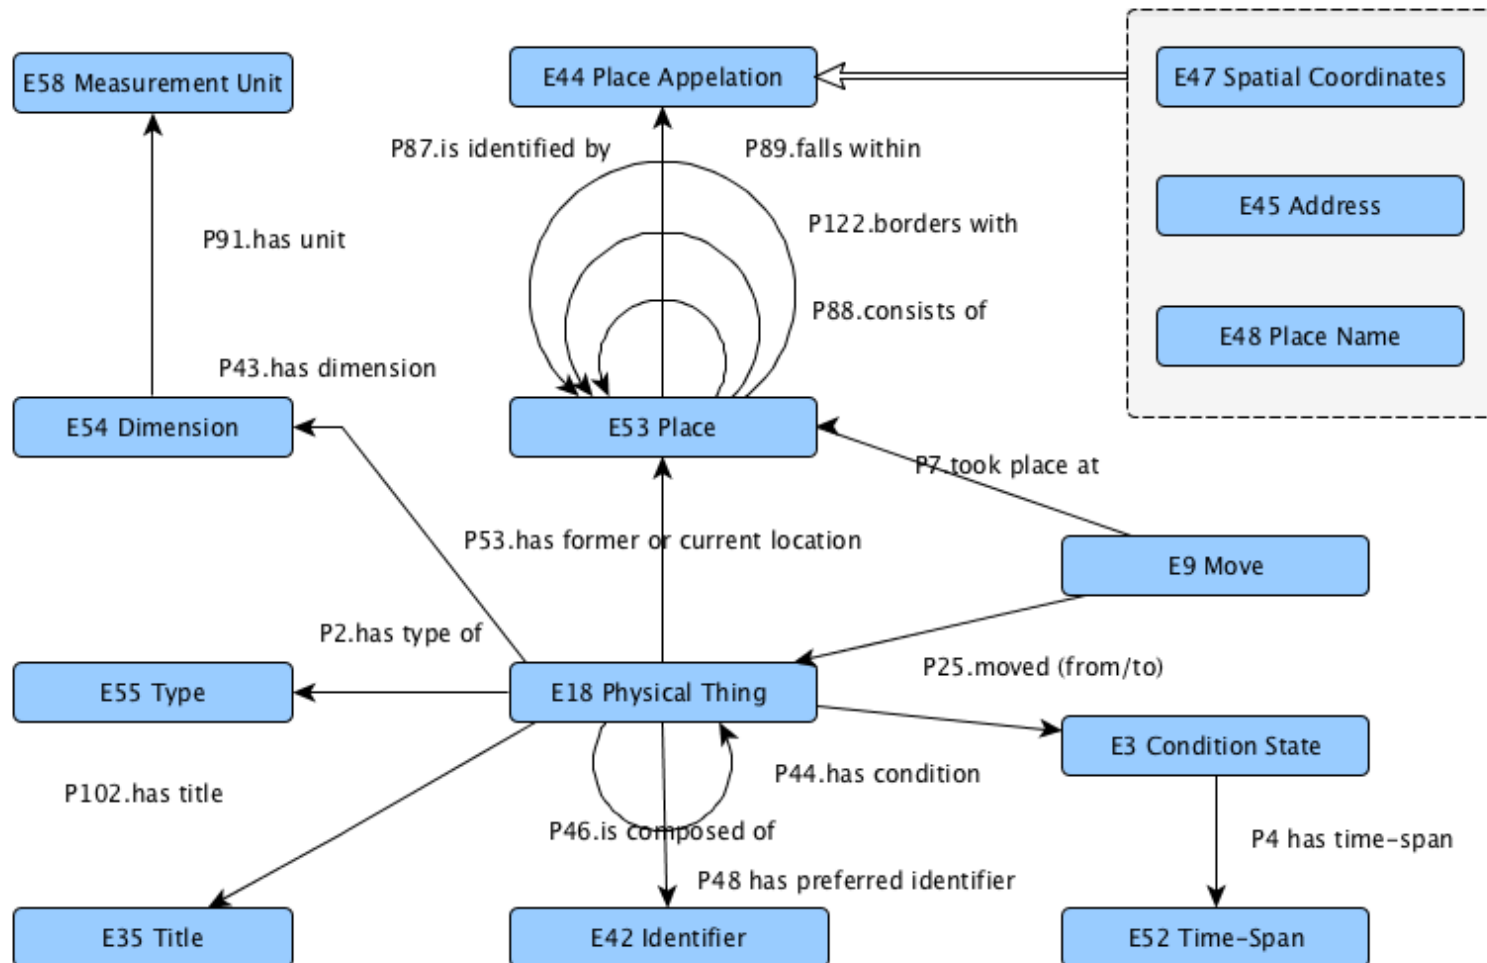 E58 Measurement Unit
E44 Place Appelation
E47 Spatial Coordinates
P87.is identified by
P89.falls within
E45 Address
P122.borders with
P91.has unit
P88.consists of
E48 Place Name
P43.has dimension
E54 Dimension
E53 Place
P7.took place at
P53.has former or current location
E9 Move
P2.has type of
P25.moved (from/to)
E55 Type
E18 Physical Thing
E3 Condition State
P44.has condition
P102.has title
P46.is composed of
P4 has time-span
P48 has preferred identifier
E35 Title
E42 Identifier
E52 Time-Span